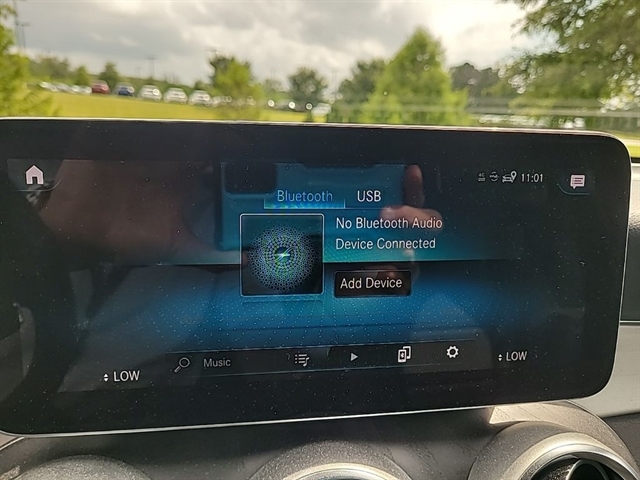 Bluetooth USB
11:01
No Bluetooth Audio
Device Connected
Add Device
Music
LOW
LOW